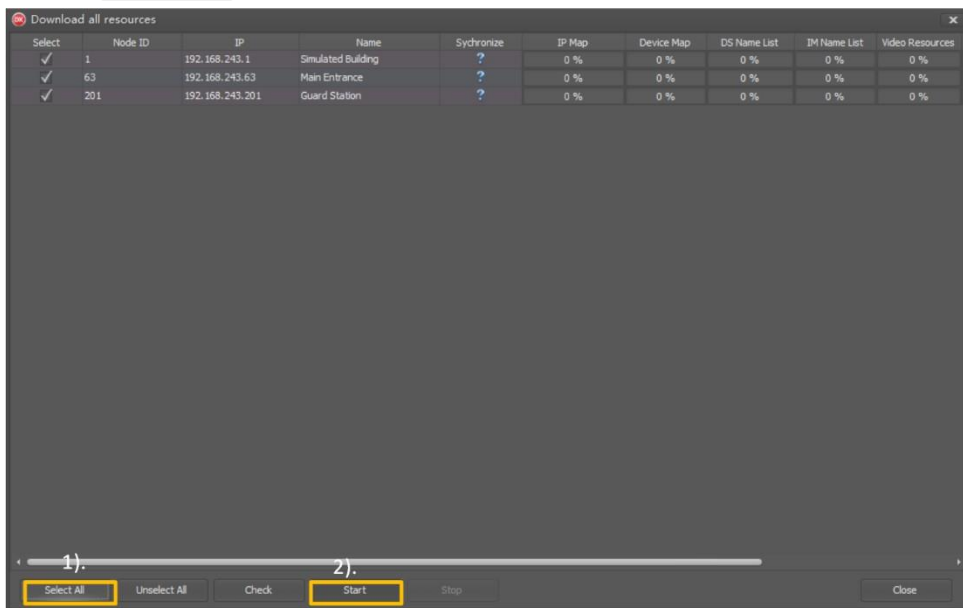 DX Download all resources x
Select Node ID IP Name Sychronize IP Map Device Map DS Name List IM Name List Video Resources
1 192.168.243.1 Simulated Building ? 0 % 0 % 0 % 0 % 0 %
63 192.168.243.63 Main Entrance ? 0 % 0 % 0 % 0 % 0 %
201 192.168.243.201 Guard Station ? 0 % 0 % 0 % 0 % 0 %
1). 2).
Select All Unselect All Check Start Stop Close